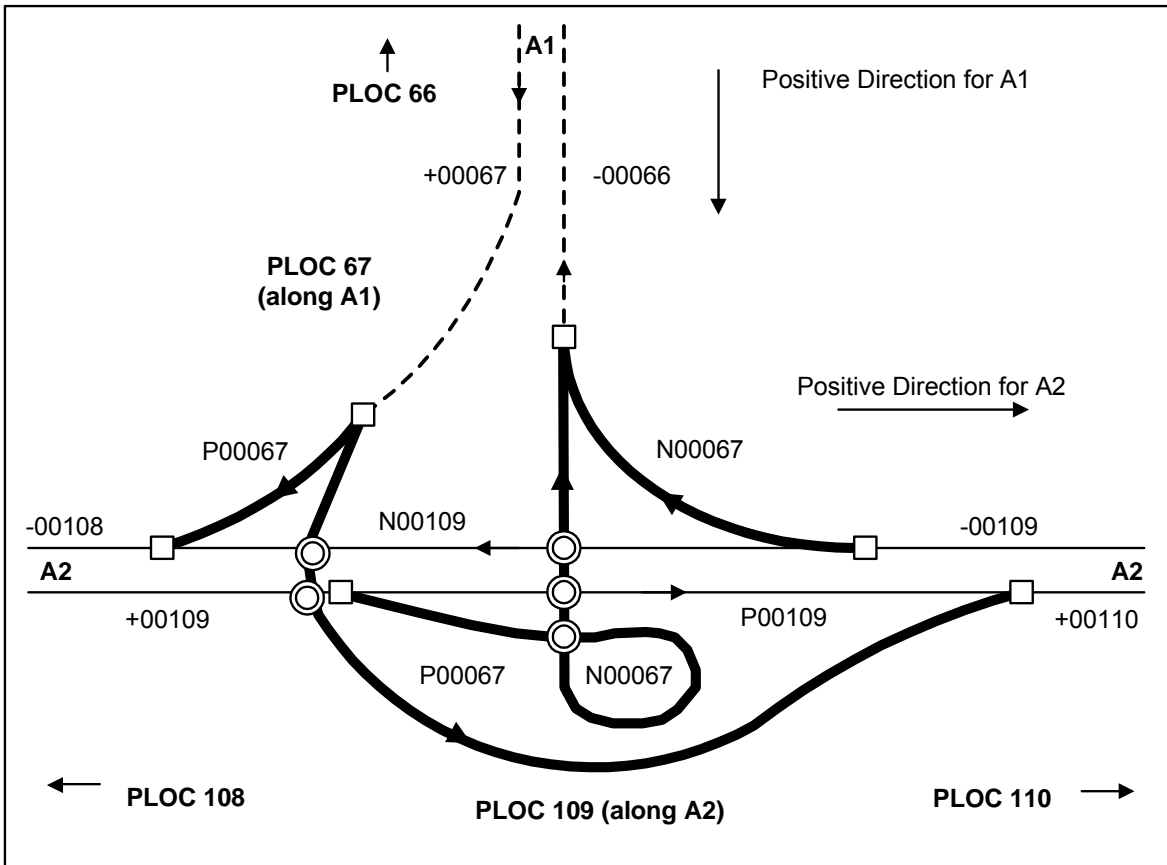 A1
Positive Direction for A1
PLOC 66
+00067
-00066
PLOC 67
(along A1)
Positive Direction for A2
P00067
N00067
-00108
N00109
-00109
A2
A2
+00109
P00109
+00110
P00067
N00067
PLOC 108
PLOC 109 (along A2)
PLOC 110